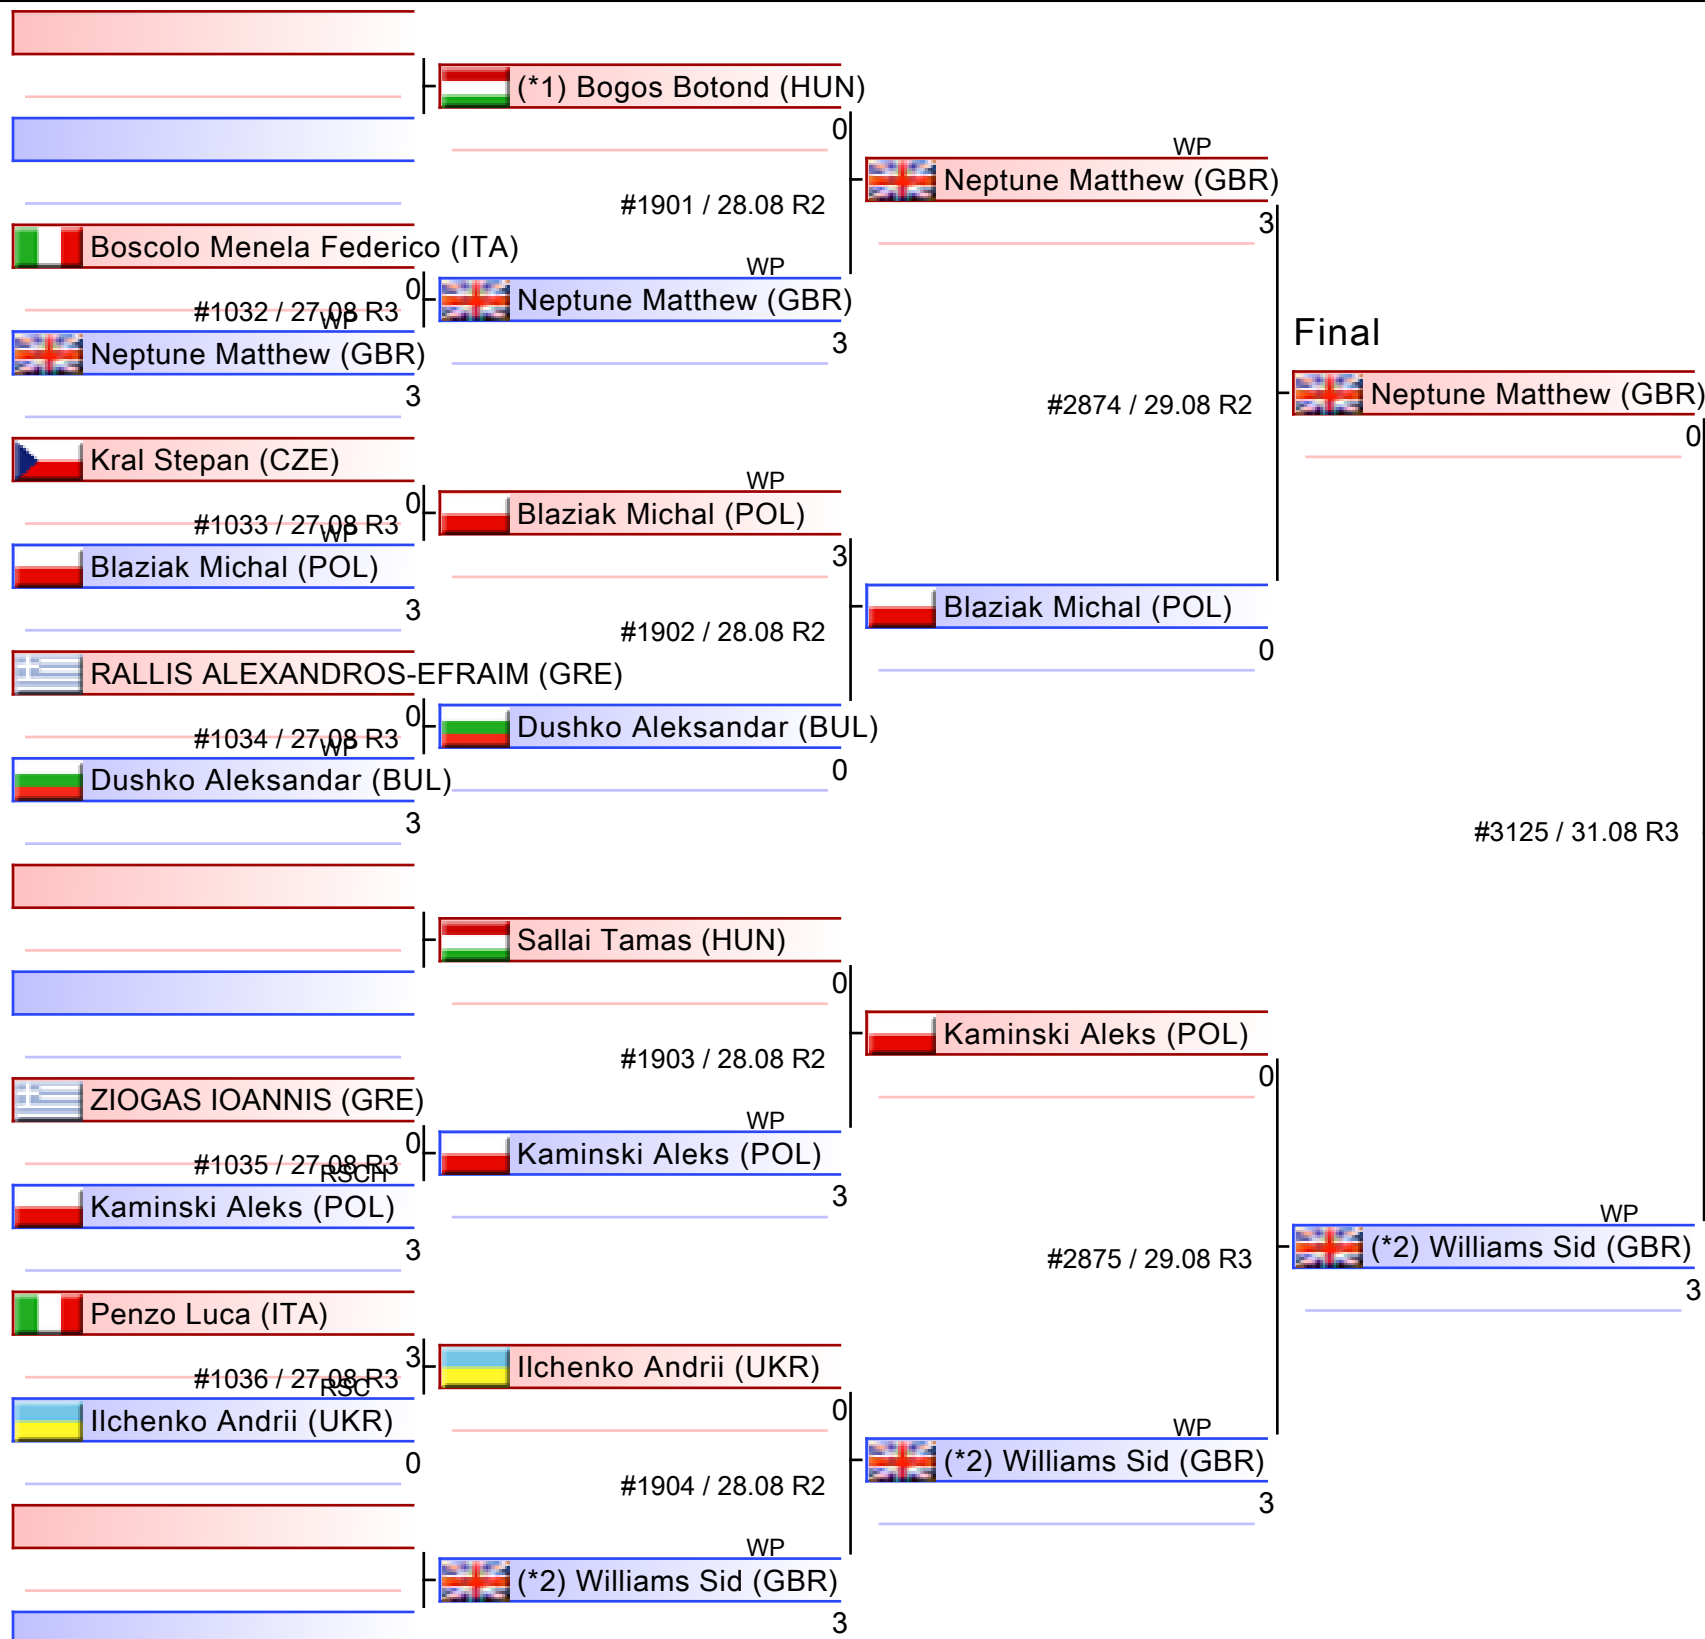 (*1) Bogos Botond (HUN)
0
WP
Neptune Matthew (GBR)
#1901 / 28.08 R2
3
Boscolo Menela Federico (ITA)
WP
0
Neptune Matthew (GBR)
#1032 / 27.08 R3
WP
Final
Neptune Matthew (GBR)
3
3
Neptune Matthew (GBR)
#2874 / 29.08 R2
0
Kral Stepan (CZE)
WP
0
Blaziak Michal (POL)
#1033 / 27.08 R3
WP
3
Blaziak Michal (POL)
Blaziak Michal (POL)
3
#1902 / 28.08 R2
0
RALLIS ALEXANDROS-EFRAIM (GRE)
0
Dushko Aleksandar (BUL)
#1034 / 27.08 R3
WP
0
Dushko Aleksandar (BUL)
3
#3125 / 31.08 R3
Sallai Tamas (HUN)
0
Kaminski Aleks (POL)
#1903 / 28.08 R2
0
ZIOGAS IOANNIS (GRE)
WP
0
Kaminski Aleks (POL)
#1035 / 27.08 R3
RSCH
3
Kaminski Aleks (POL)
WP
3
(*2) Williams Sid (GBR)
#2875 / 29.08 R3
3
Penzo Luca (ITA)
3
Ilchenko Andrii (UKR)
#1036 / 27.08 R3
RSC
0
Ilchenko Andrii (UKR)
WP
0
(*2) Williams Sid (GBR)
#1904 / 28.08 R2
3
WP
(*2) Williams Sid (GBR)
3